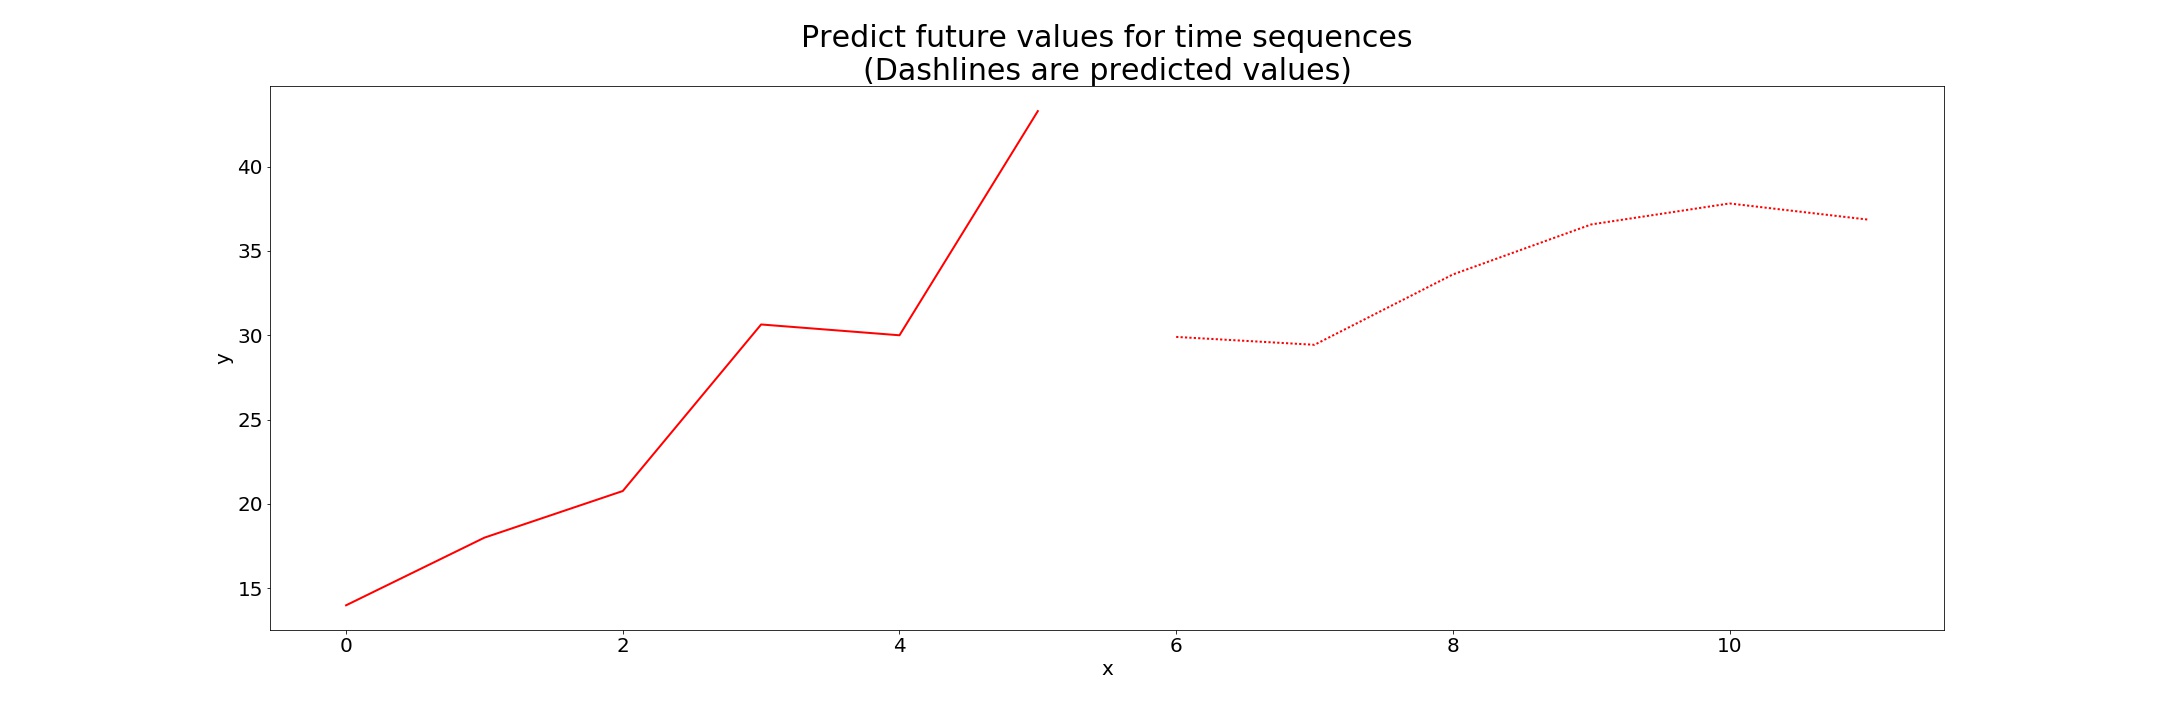 Predict future values for time sequences
(Dashlines are predicted values)
40
35
30
25
20
15
y
0 2 4 6 8 10
x